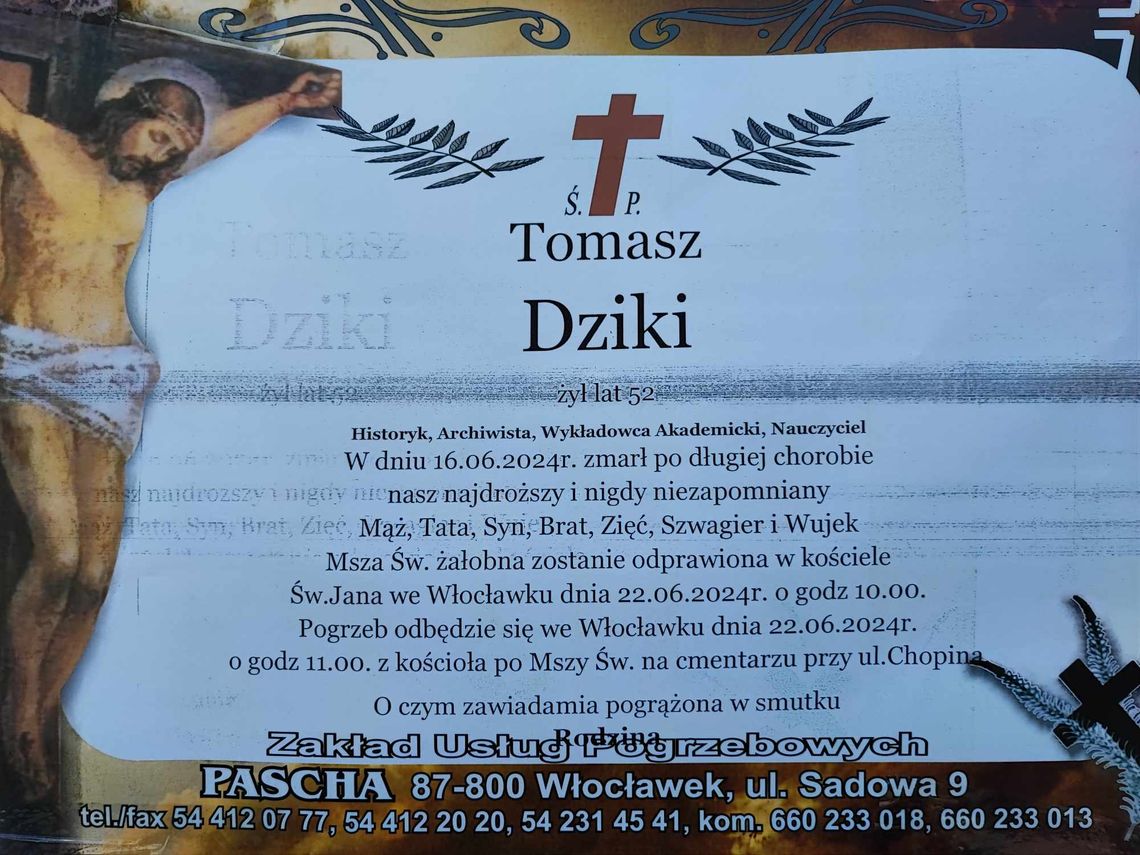 Ś. P.
Tomasz
Dziki
żył lat 52
Historyk, Archiwista, Wykładowca Akademicki, Nauczyciel
W dniu 16.06.2024r. zmarł po długiej chorobie
nasz najdroższy i nigdy niezapomniany
Mąż, Tata, Syn, Brat, Zięć, Szwagier i Wujek
Msza Św. żałobna zostanie odprawiona w kościele
Św.Jana we Włocławku dnia 22.06.2024r. o godz 10.00.
Pogrzeb odbędzie się we Włocławku dnia 22.06.2024r.
o godz 11.00. z kościoła po Mszy Św. na cmentarzu przy ul.Chopina
O czym zawiadamia pogrążona w smutku
Rodzina
Zakład Usług Pogrzebowych
PASCHA 87-800 Włocławek, ul. Sadowa 9
tel./fax 54 412 07 77, 54 412 20 20, 54 231 45 41, kom. 660 233 018, 660 233 013